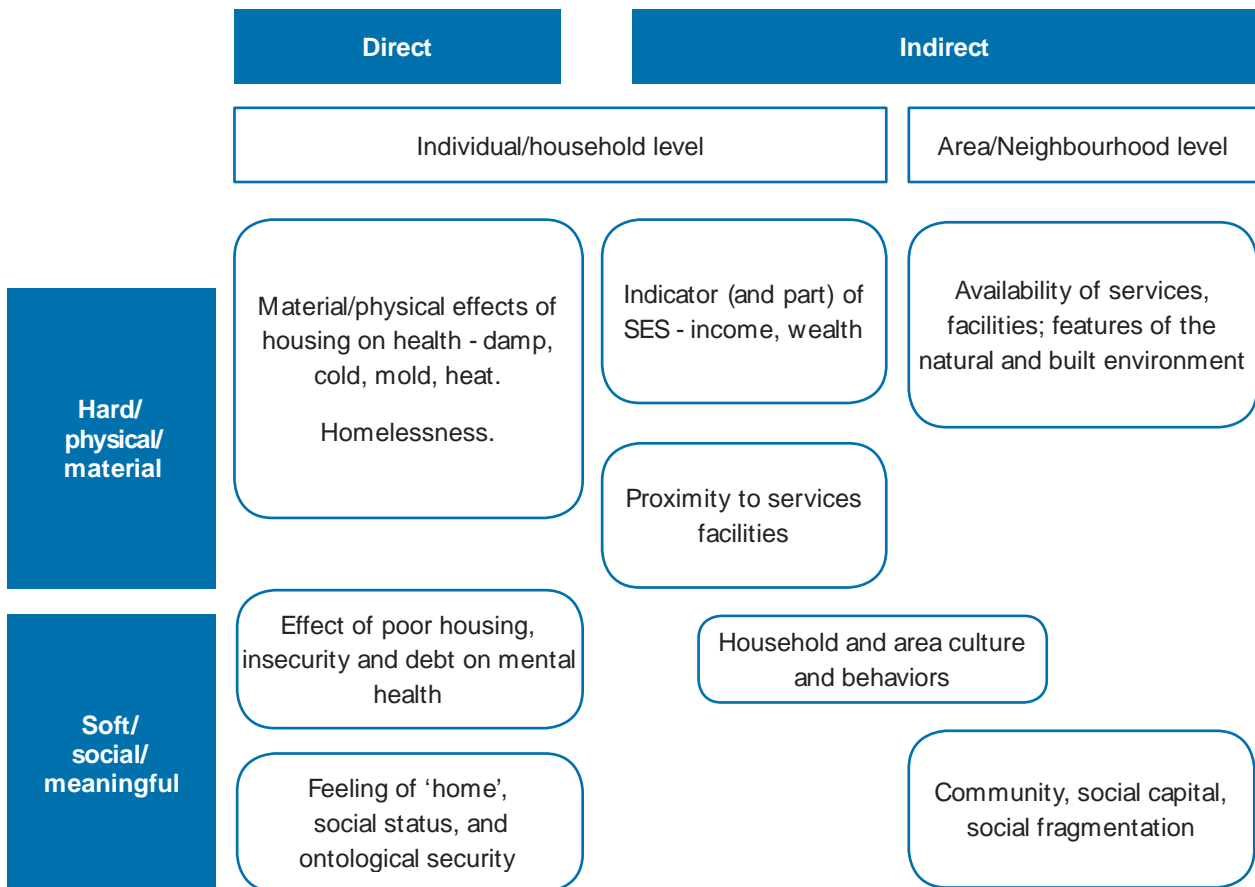 Direct
Indirect
Individual/household level
Area/Neighbourhood level
Hard/
physical/
material
Material/physical effects of
housing on health - damp,
cold, mold, heat.
Homelessness.
Indicator (and part) of
SES - income, wealth
Proximity to services
facilities
Availability of services,
facilities; features of the
natural and built environment
Soft/
social/
meaningful
Effect of poor housing,
insecurity and debt on mental
health
Feeling of ‘home’,
social status, and
ontological security
Household and area culture
and behaviors
Community, social capital,
social fragmentation